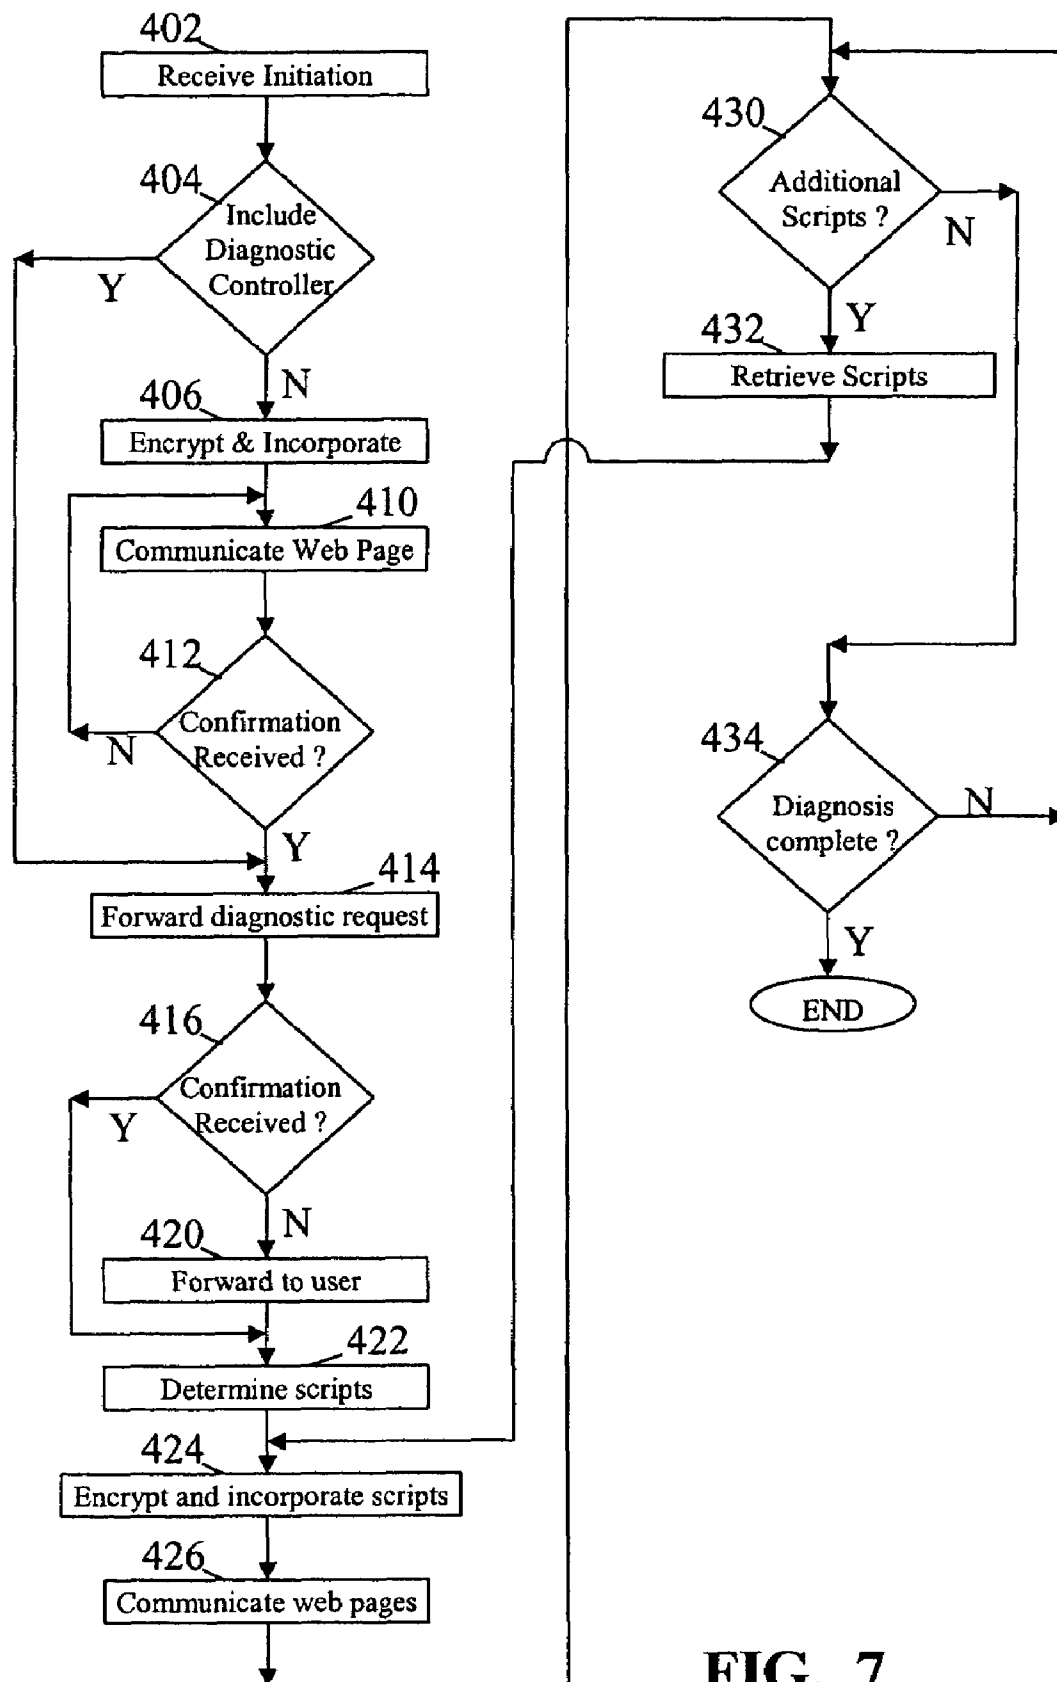 402
Receive Initiation
404
Include
Diagnostic
Controller
Y
N
406
Encrypt & Incorporate
410
Communicate Web Page
412
Confirmation
Received ?
N
Y
414
Forward diagnostic request
416
Confirmation
Received ?
Y
N
420
Forward to user
422
Determine scripts
424
Encrypt and incorporate scripts
426
Communicate web pages
430
Additional
Scripts ?
N
Y
432
Retrieve Scripts
434
Diagnosis
complete ?
N
Y
END
FIG. 7